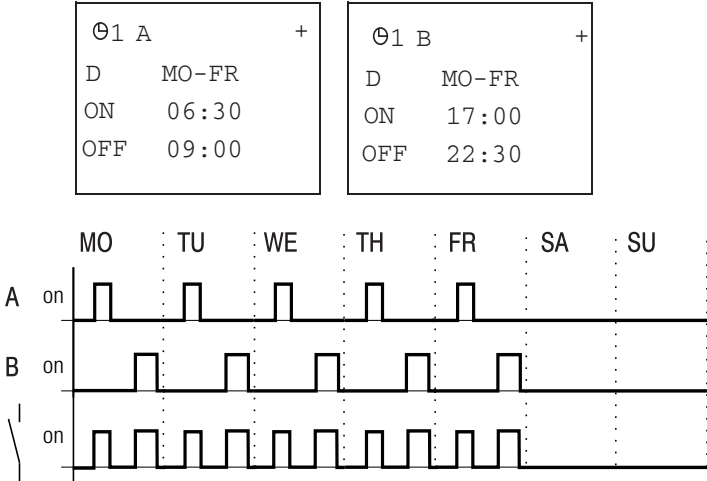 1 A +
D MO-FR
ON 06:30
OFF 09:00
1 B +
D MO-FR
ON 17:00
OFF 22:30
MO TU WE TH FR SA SU
A on
B on
on